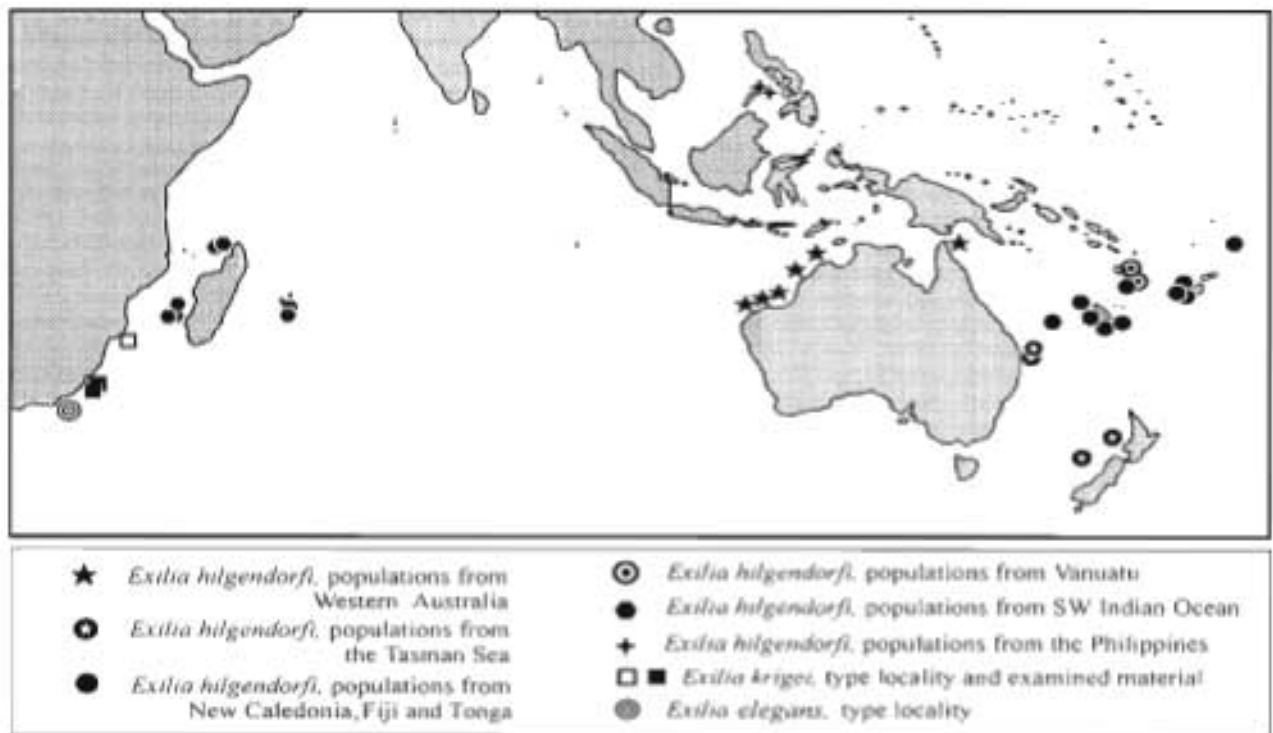 Exilia hilgendorfi, populations from
Western Australia
Exilia hilgendorfi, populations from
the Tasman Sea
Exilia hilgendorfi, populations from
New Caledonia, Fiji and Tonga
Exilia hilgendorfi, populations from Vanuatu
Exilia hilgendorfi, populations from SW Indian Ocean
Exilia hilgendorfi, populations from the Philippines
Exilia krigei, type locality and examined material
Exilia elegans, type locality